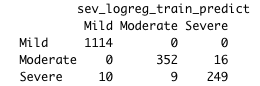 sev_logreg_train_predict
Mild Moderate Severe
Mild 1114 0 0
Moderate 0 352 16
Severe 10 9 249